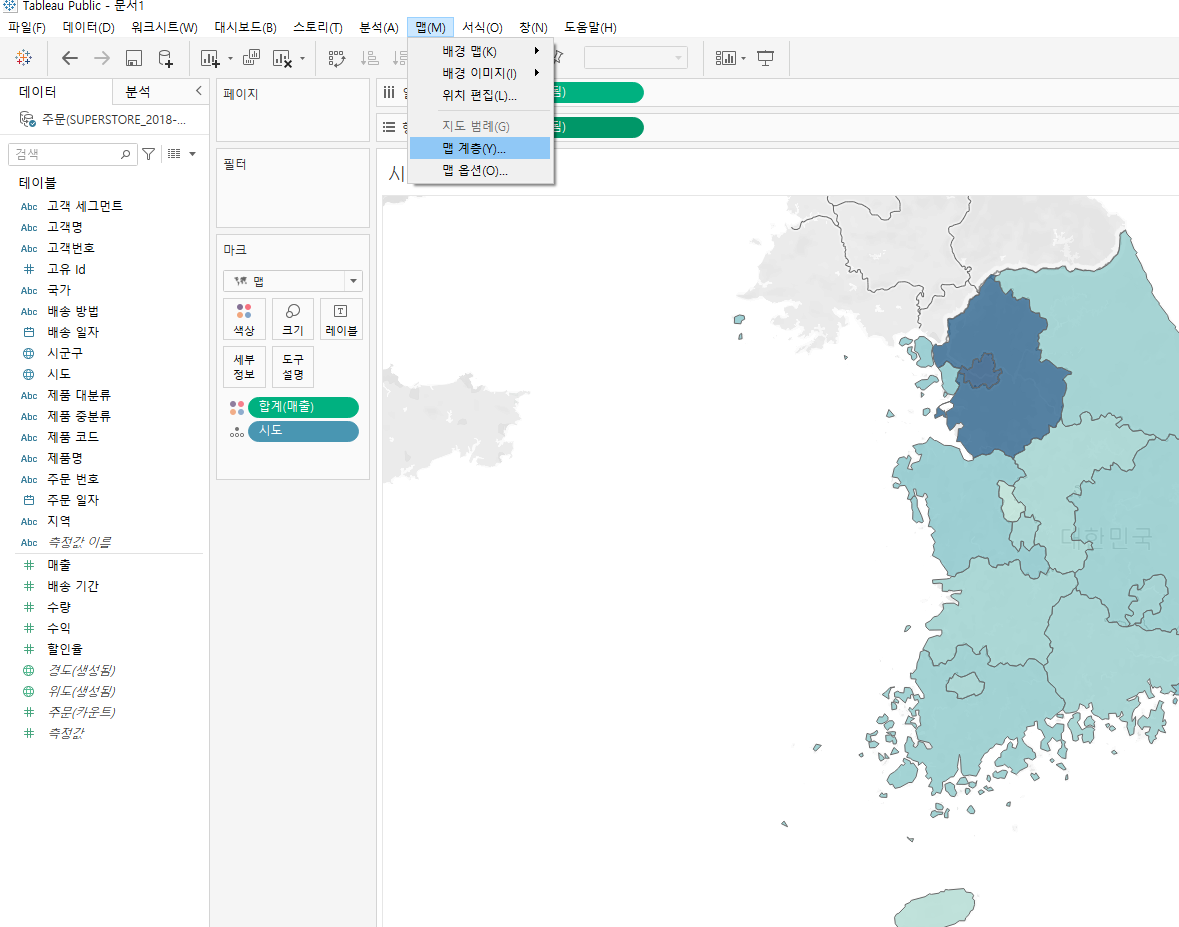 Tableau Public - 문서1
파일(F) 데이터(D) 워크시트(W) 대시보드(B) 스토리(T) 분석(A) 맵(M) 서식(O) 창(N) 도움말(H)
배경 맵(K)
배경 이미지(I)
위치 편집(L)...
지도 범례(G)
맵 계층(Y)...
맵 옵션(O)...
데이터 분석
주문(SUPERSTORE_2018-...
검색
테이블
Abc 고객 세그먼트
Abc 고객명
Abc 고객번호
고유 Id
Abc 국가
Abc 배송 방법
배송 일자
시군구
시도
Abc 제품 대분류
Abc 제품 중분류
Abc 제품 코드
Abc 제품명
Abc 주문 번호
주문 일자
Abc 지역
Abc 측정값 이름
매출
배송 기간
수량
수익
할인율
경도(생성됨)
위도(생성됨)
주문(카운트)
측정값
페이지
필터
마크
맵
색상 크기 레이블
세부 정보 도구 설명
합계(매출)
시도
시
대한민국